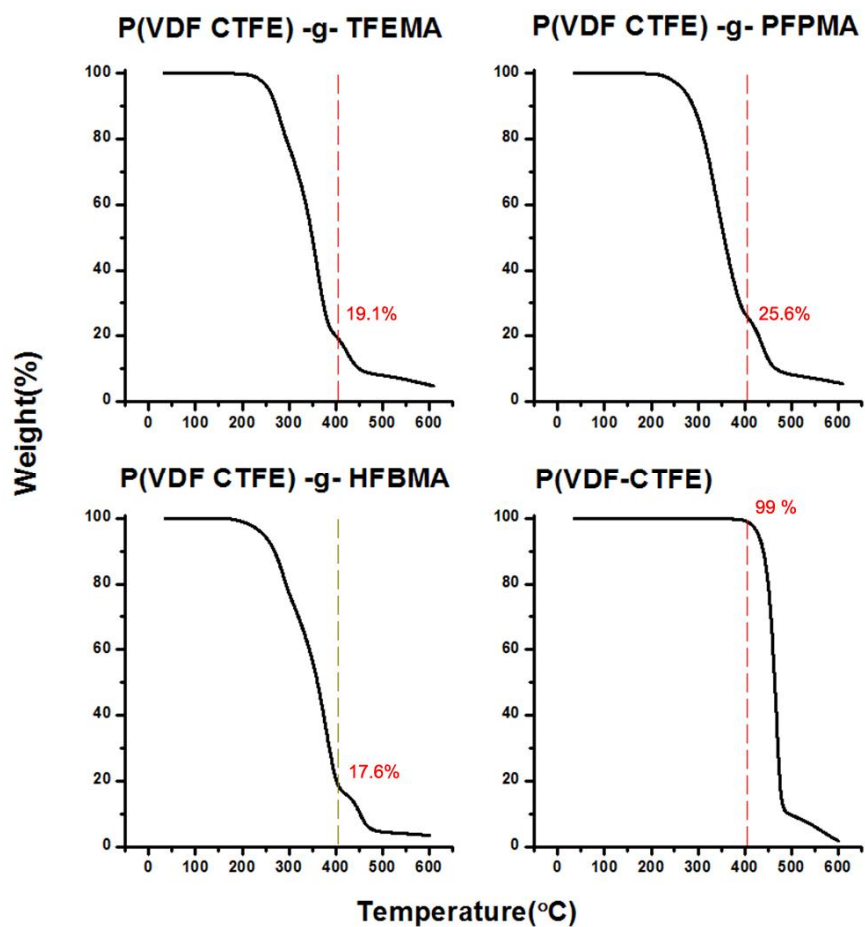 P(VDF CTFE) -g- TFEMA
100
80
60
40
20
0
19.1%
0 100 200 300 400 500 600
P(VDF CTFE) -g- PFPMA
100
80
60
40
20
0
25.6%
0 100 200 300 400 500 600
Weight(%)
P(VDF CTFE) -g- HFBMA
100
80
60
40
20
0
17.6%
0 100 200 300 400 500 600
P(VDF-CTFE)
99 %
100
80
60
40
20
0
0 100 200 300 400 500 600
Temperature(°C)